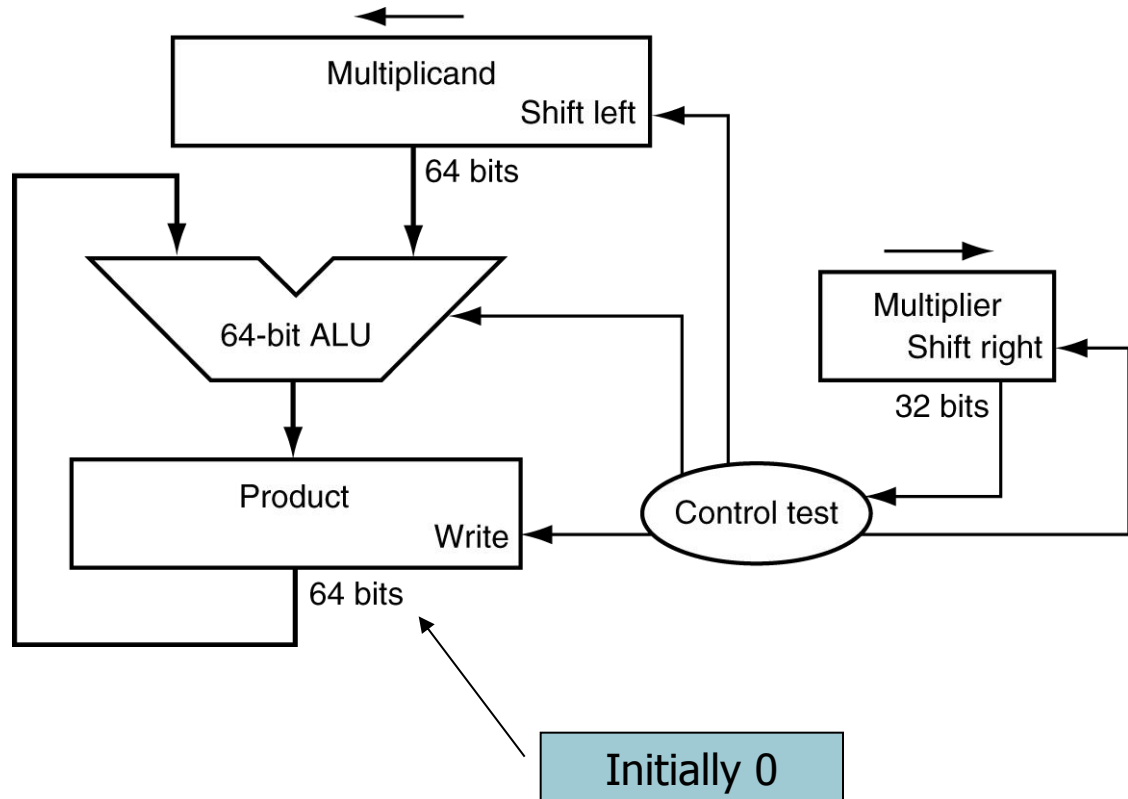 Multiplicand
Shift left
64 bits
64-bit ALU
Multiplier
Shift right
32 bits
Product
Write
Control test
64 bits
Initially 0